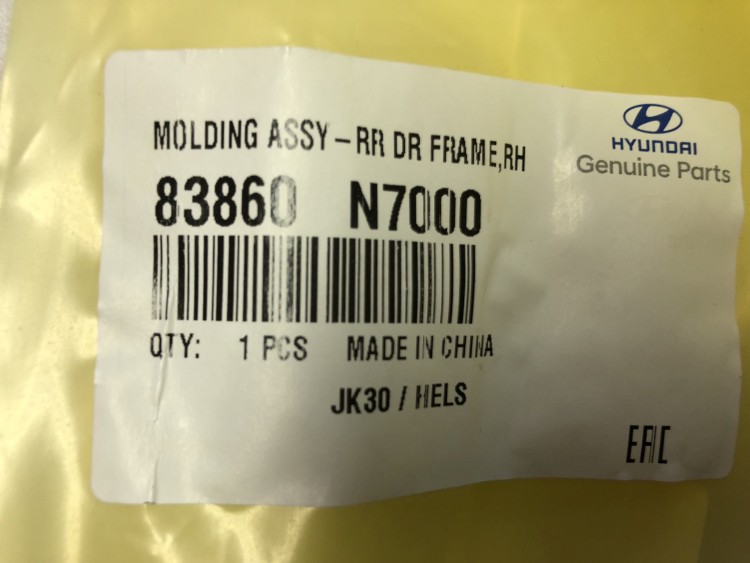 MOLDING ASSY-RR DR FRAME,RH
HYUNDAI
Genuine Parts
83860 N7000
QTY: 1 PCS MADE IN CHINA
JK30 / HELS
EAC